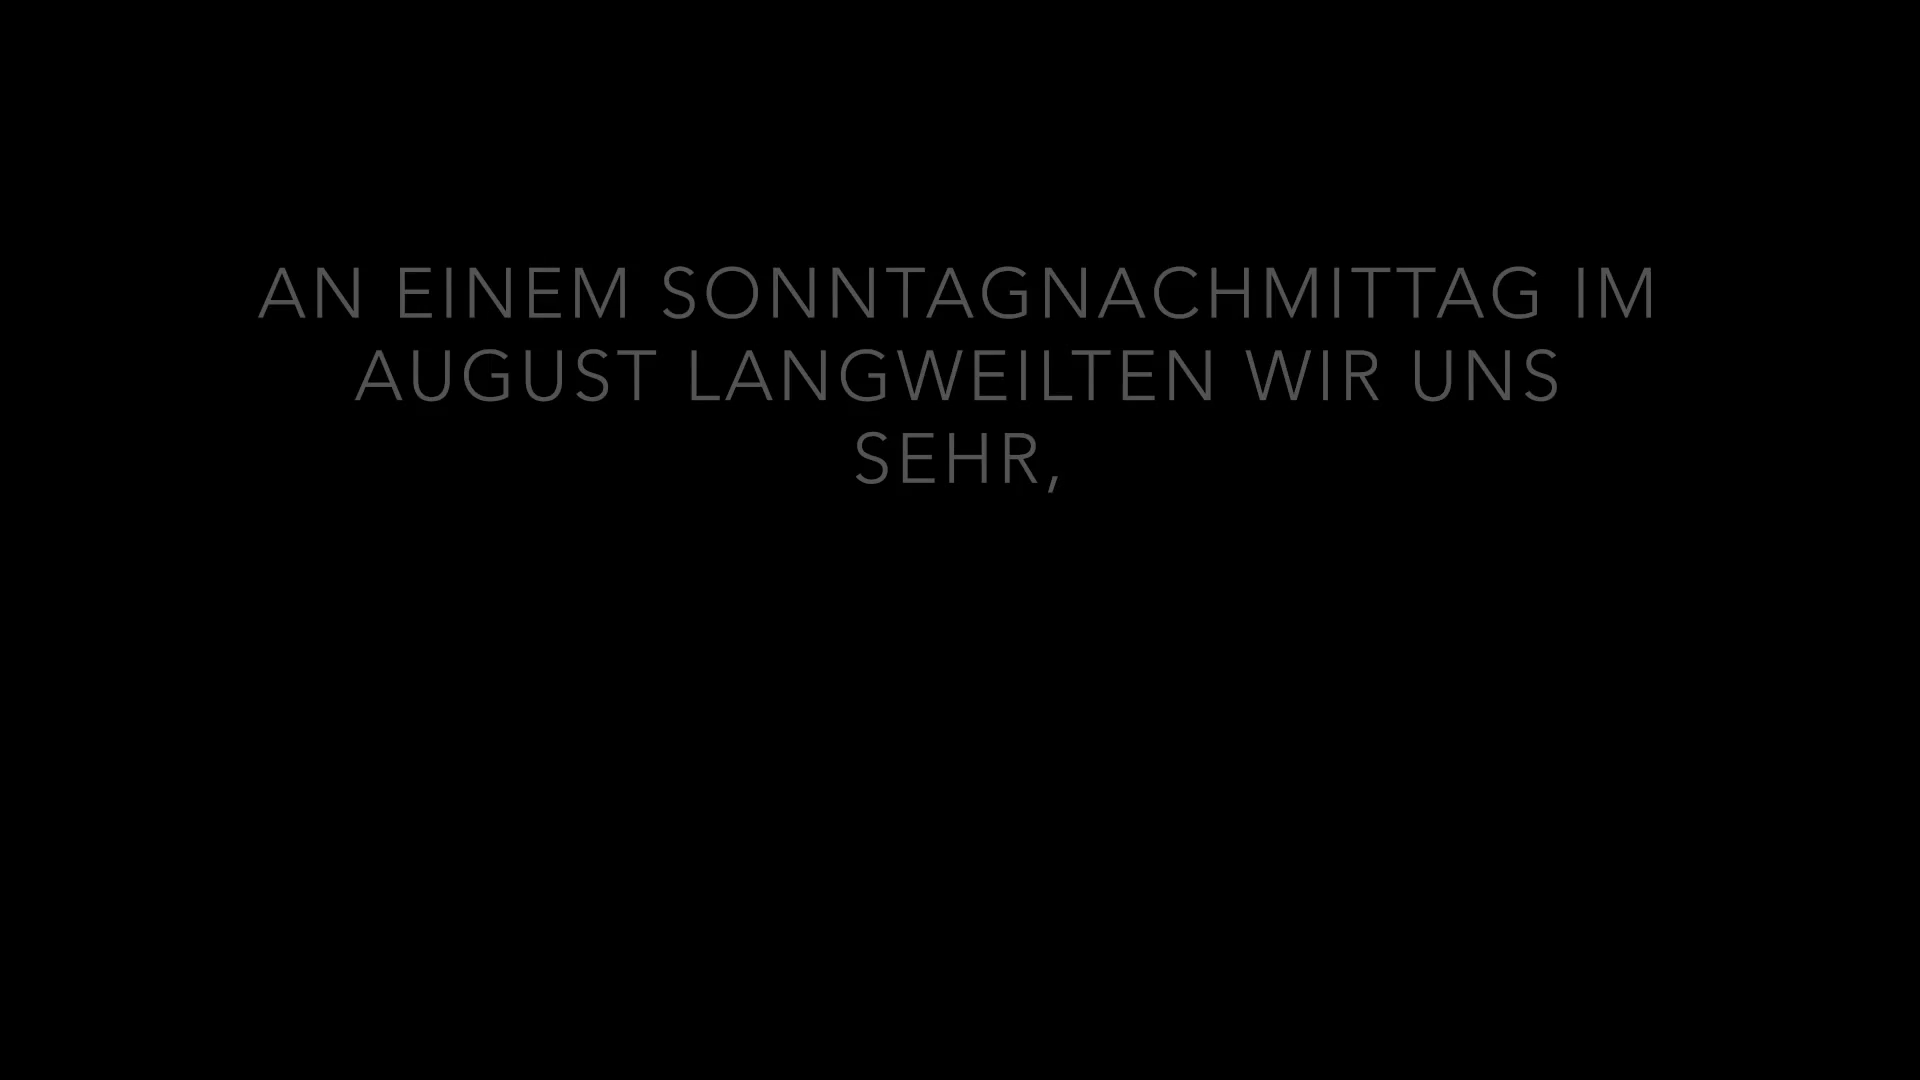 AN EINEM SONNTAGNACHMITTAG IM
AUGUST LANGWEILTEN WIR UNS
SEHR,